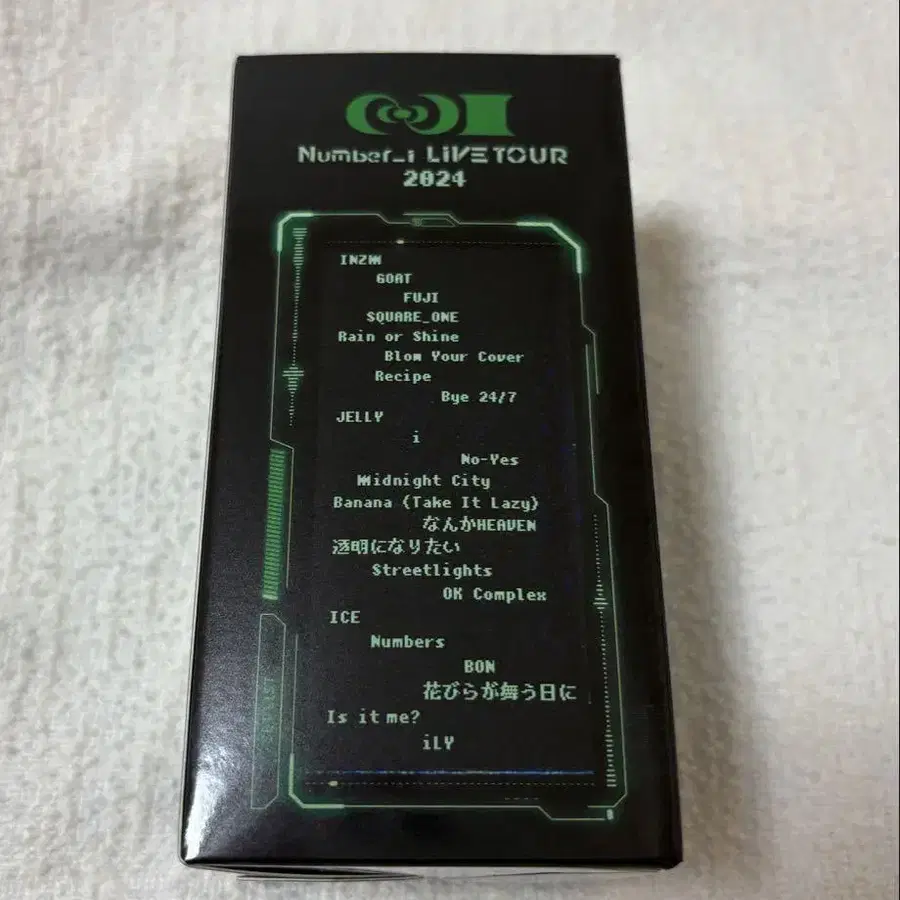 Number_i LiVE TOUR
2024
INZM
GOAT
FUJI
SQUARE_ONE
Rain or Shine
Blow Your Cover
Recipe
Bye 24/7
JELLY
i
No-Yes
Midnight City
Banana (Take It Lazy)
なんかHEAVEN
透明になりたい
Streetlights
OK Complex
ICE
Numbers
BON
花びらが舞う日に
Is it me?
iLY